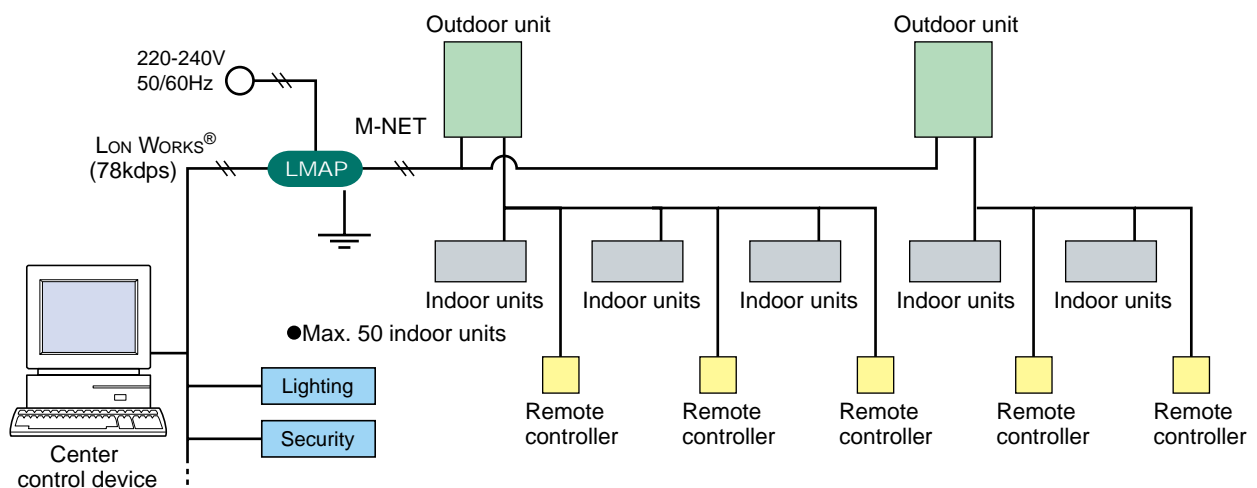 Outdoor unit
Outdoor unit
220-240V
50/60Hz
M-NET
LON WORKS®
(78kdps)
LMAP
Indoor units
Indoor units
Indoor units
Indoor units
Indoor units
●Max. 50 indoor units
Lighting
Security
Remote
controller
Remote
controller
Remote
controller
Remote
controller
Remote
controller
Center
control device